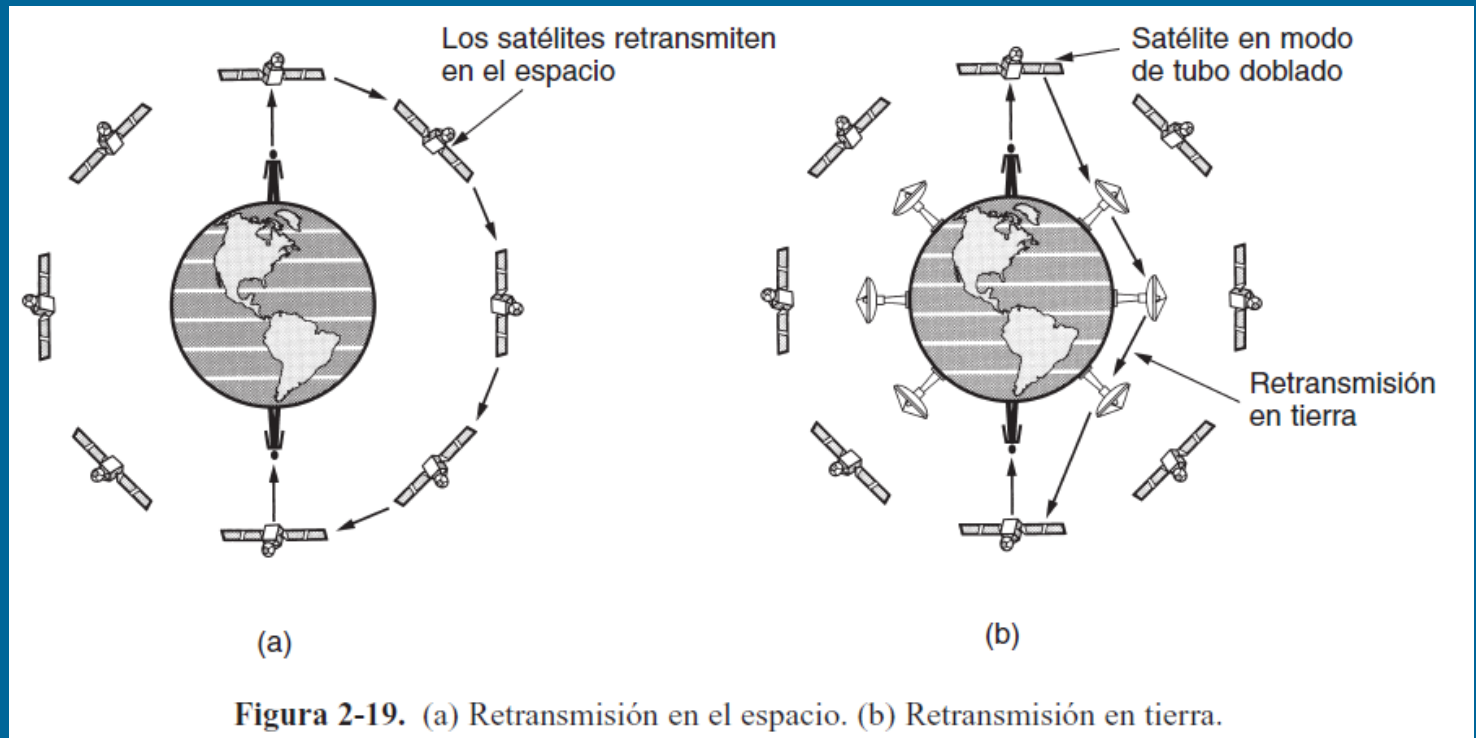 Los satélites retransmiten
en el espacio
Satélite en modo
de tubo doblado
Retransmisión
en tierra
(a)
(b)
Figura 2-19. (a) Retransmisión en el espacio. (b) Retransmisión en tierra.